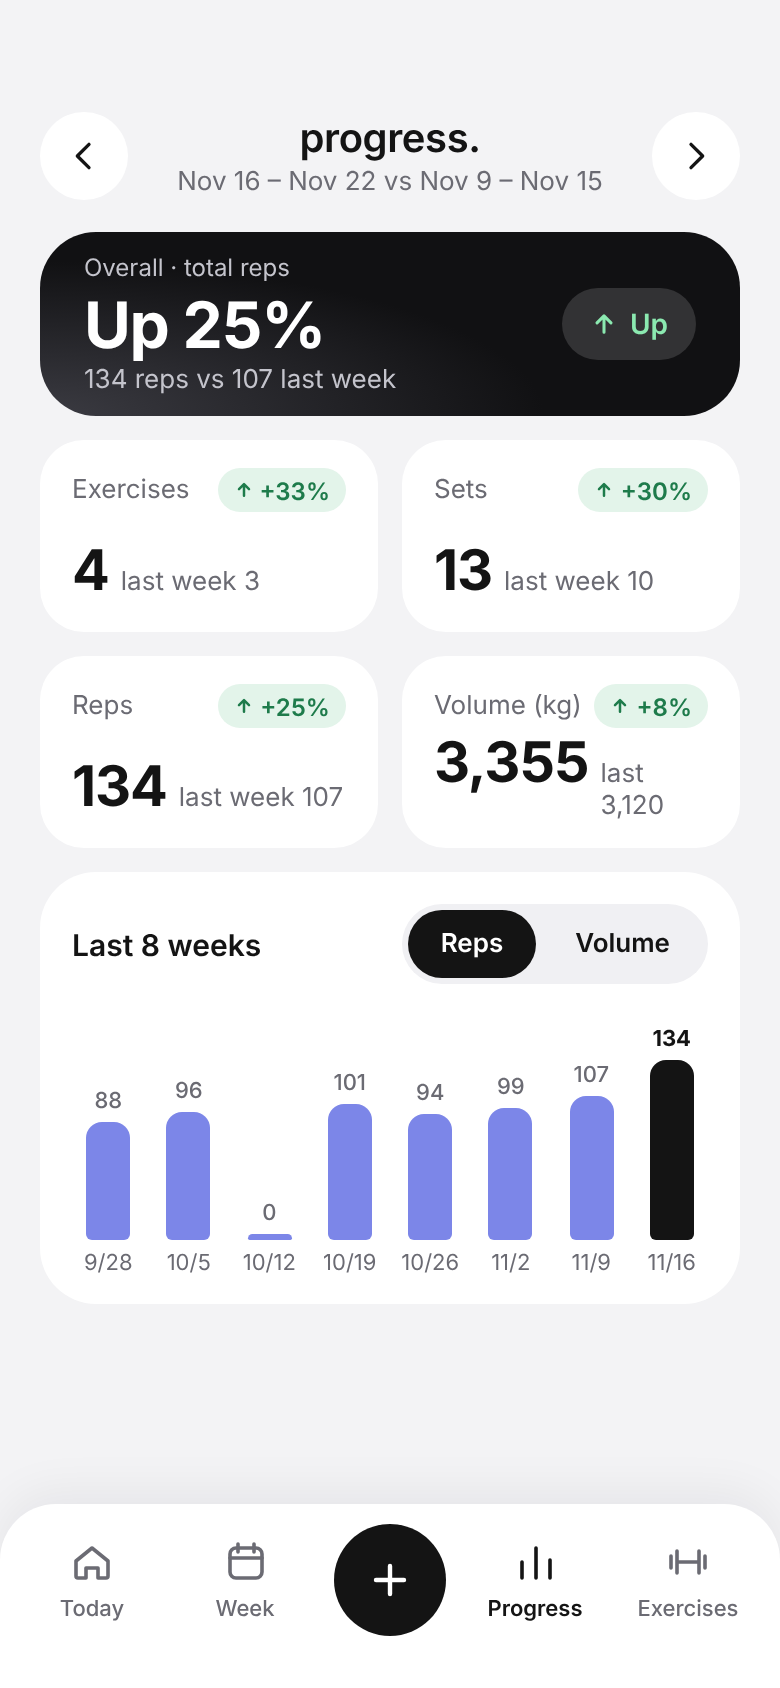 progress.
Nov 16 – Nov 22 vs Nov 9 – Nov 15
Overall · total reps
Up 25%
134 reps vs 107 last week
↑ Up
Exercises
↑ +33%
4 last week 3
Sets
↑ +30%
13 last week 10
Reps
↑ +25%
134 last week 107
Volume (kg)
↑ +8%
3,355 last
3,120
Last 8 weeks
Reps
Volume
88
96
0
101
94
99
107
134
9/28
10/5
10/12
10/19
10/26
11/2
11/9
11/16
Today
Week
Progress
Exercises